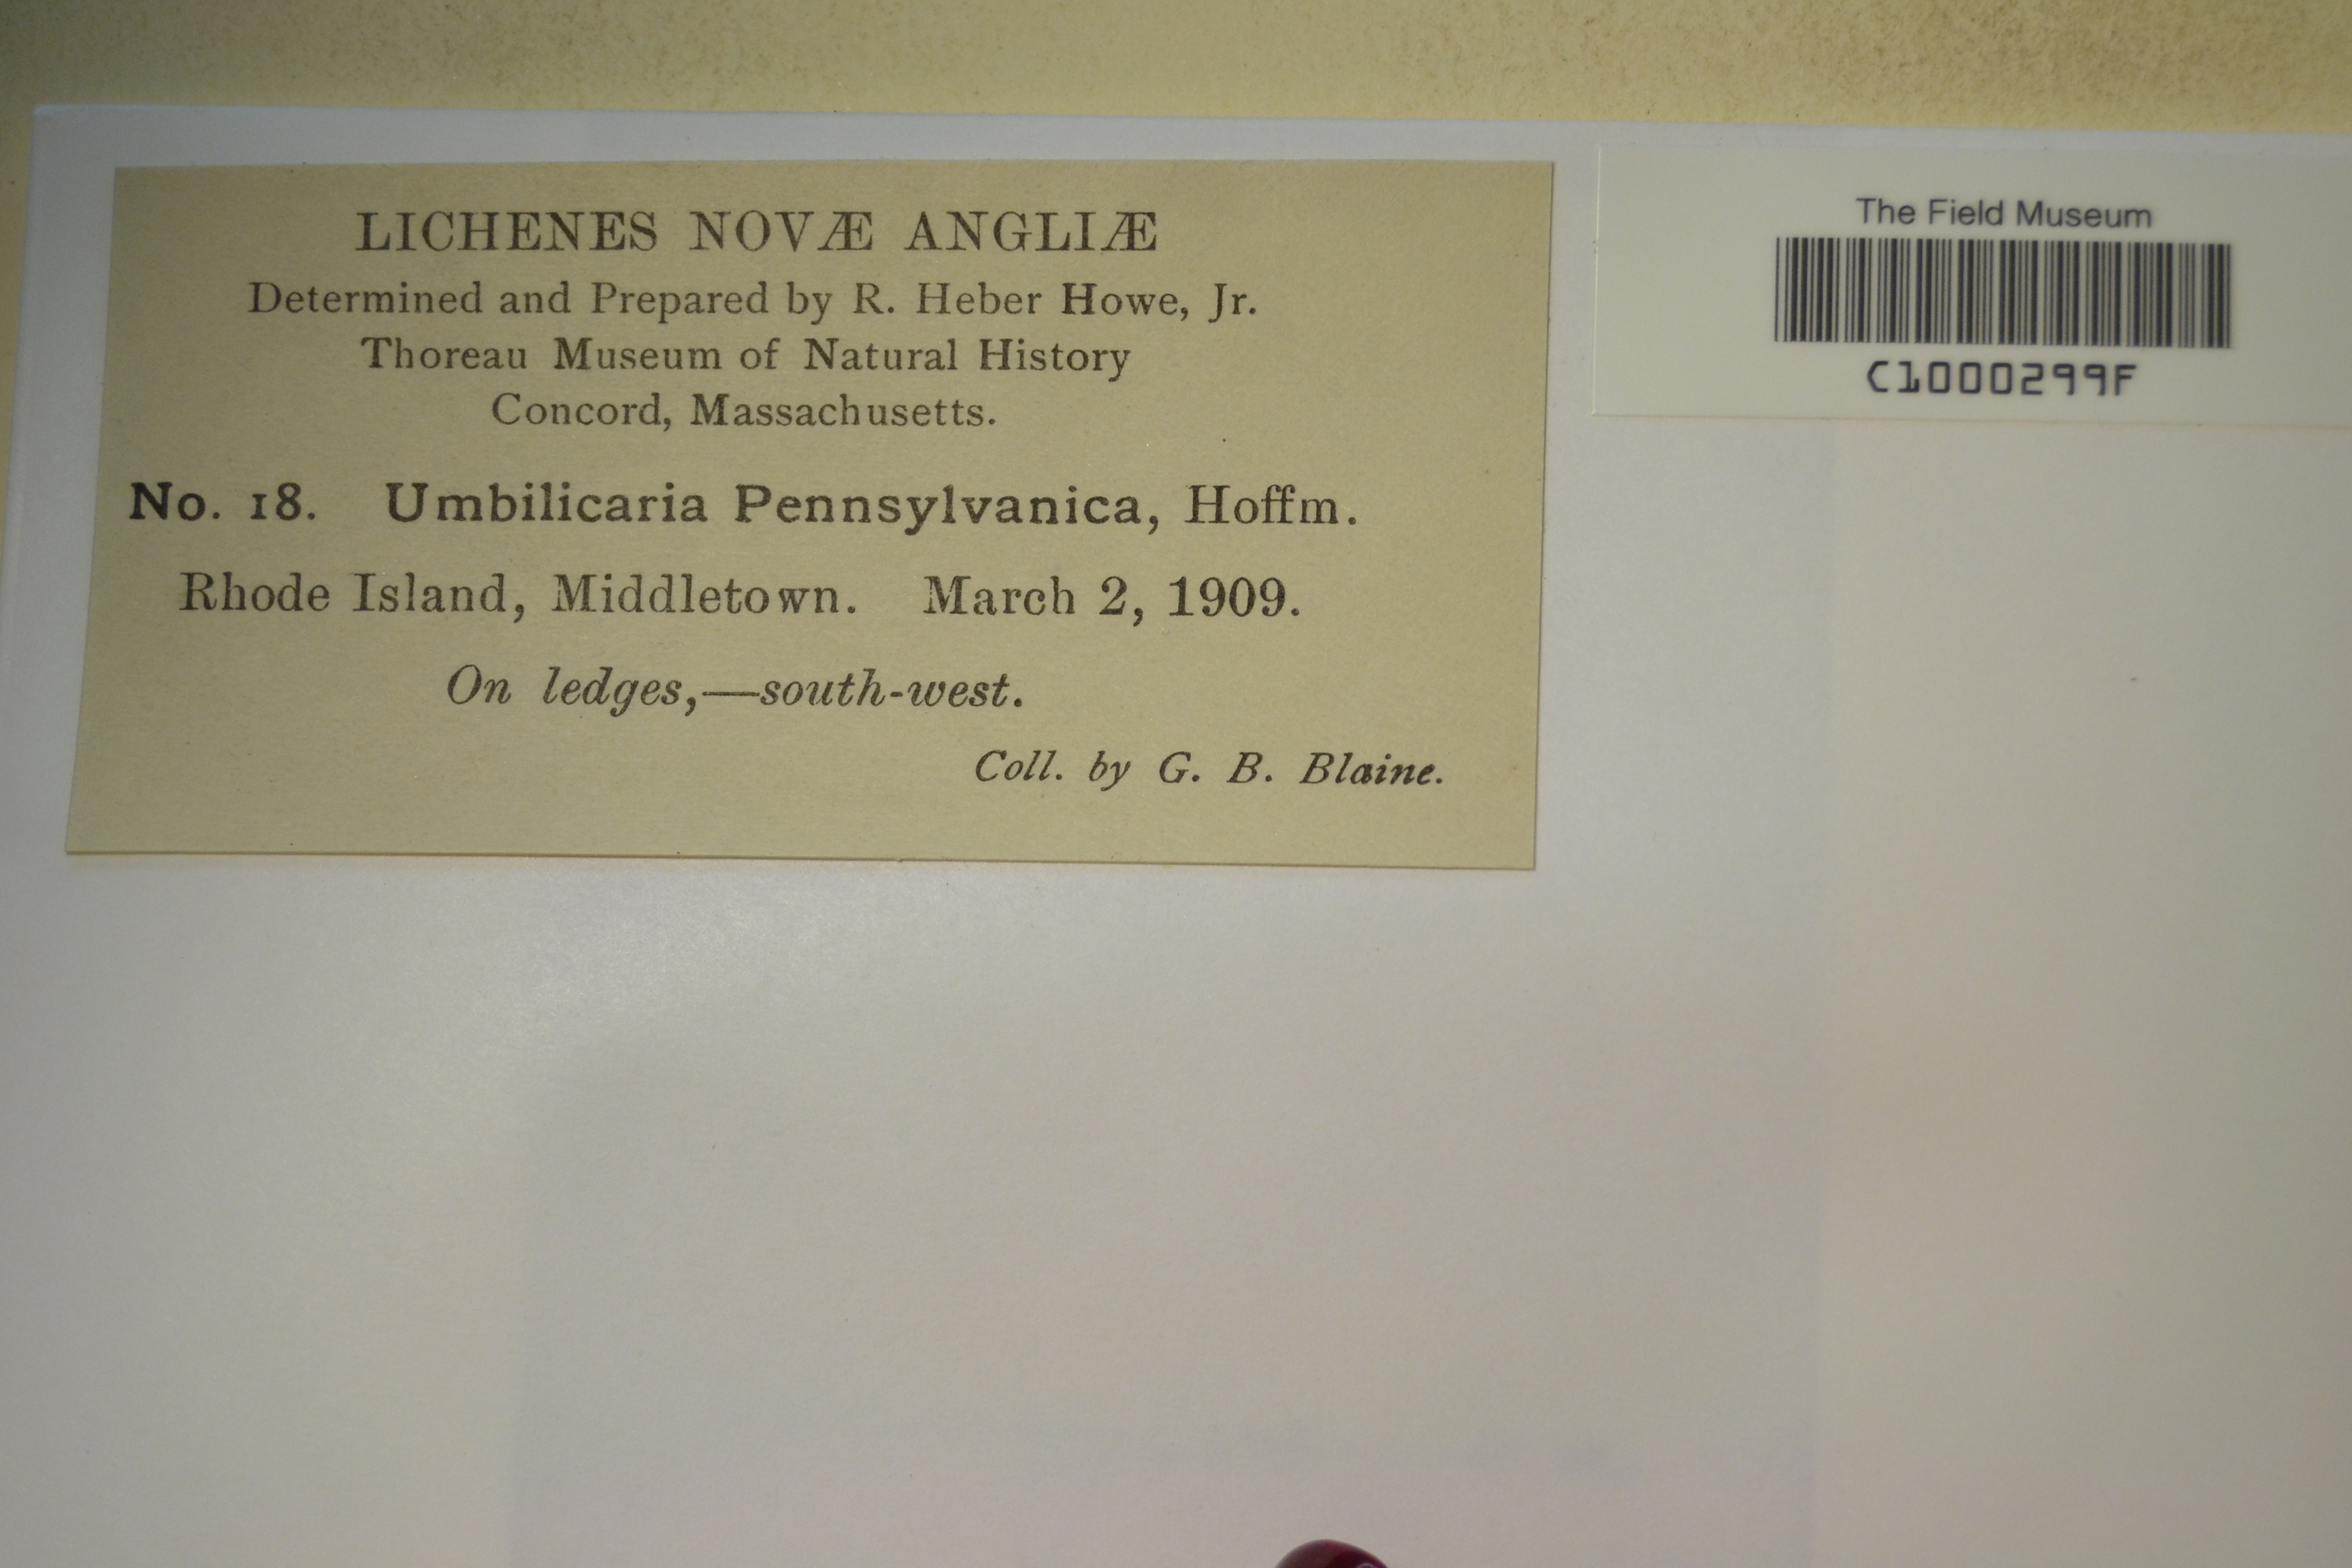 LICHENES NOVÆ ANGLIÆ
Determined and Prepared by R. Heber Howe, Jr.
Thoreau Museum of Natural History
Concord, Massachusetts.
No. 18. Umbilicaria Pennsylvanica, Hoffm.
Rhode Island, Middletown. March 2, 1909.
On ledges,—south-west.
Coll. by G. B. Blaine.
The Field Museum
C1000299F